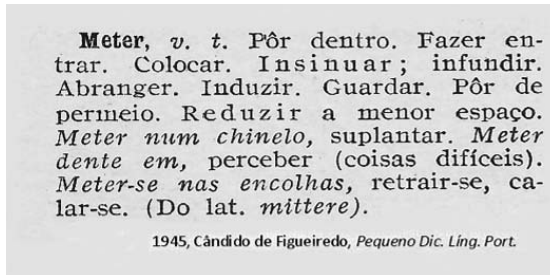 Meter, v. t. Pôr dentro. Fazer en-
trar. Colocar. Insinuar; infundir.
Abranger. Induzir. Guardar. Pôr de
permeio. Reduzir a menor espaço.
Meter num chinelo, suplantar. Meter
dente em, perceber (coisas difíceis).
Meter-se nas encolhas, retrair-se, ca-
lar-se. (Do lat. mittere).
1945, Cândido de Figueiredo, Pequeno Dic. Líng. Port.